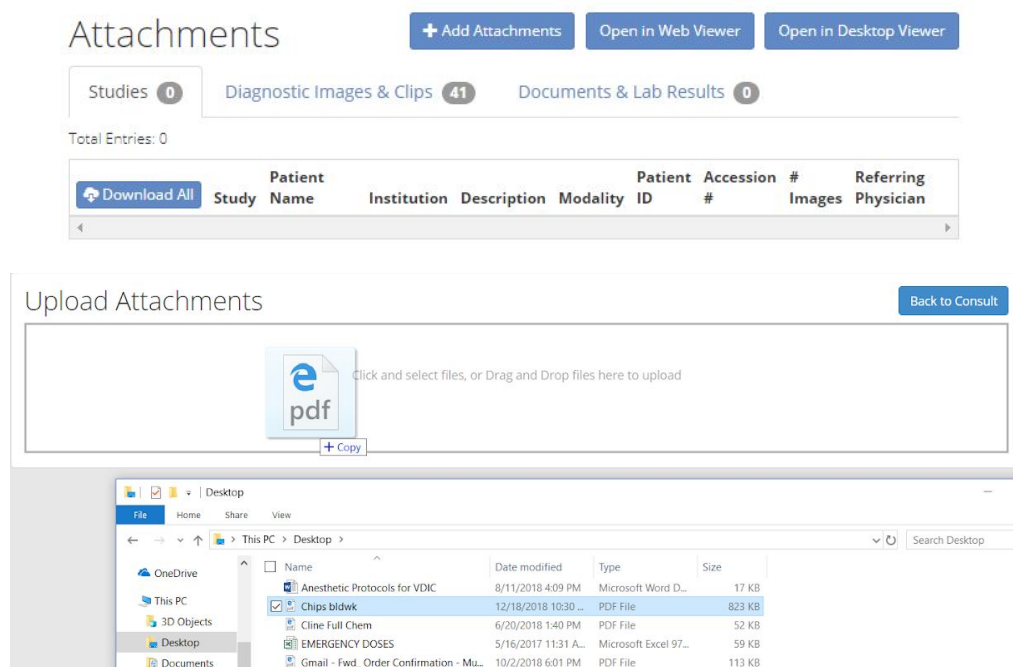 Attachments
+ Add Attachments Open in Web Viewer Open in Desktop Viewer
Studies 0 Diagnostic Images & Clips 41 Documents & Lab Results 0
Total Entries: 0
Download All Study Patient Name Institution Description Modality Patient ID Accession # # Images Referring Physician
Upload Attachments
Back to Consult
Click and select files, or Drag and Drop files here to upload
e
pdf
+ Copy
Desktop
File Home Share View
This PC > Desktop > Search Desktop
Name Date modified Type Size
OneDrive
Anesthetic Protocols for VDIC 8/11/2018 4:09 PM Microsoft Word D... 17 KB
This PC
Chips bldwk 12/18/2018 10:30 ... PDF File 823 KB
3D Objects
Cline Full Chem 6/20/2018 1:40 PM PDF File 52 KB
Desktop
EMERGENCY DOSES 5/16/2017 11:31 A... Microsoft Excel 97... 59 KB
Documents
Gmail - Fwd_ Order Confirmation - Mu... 10/2/2018 6:01 PM PDF File 113 KB